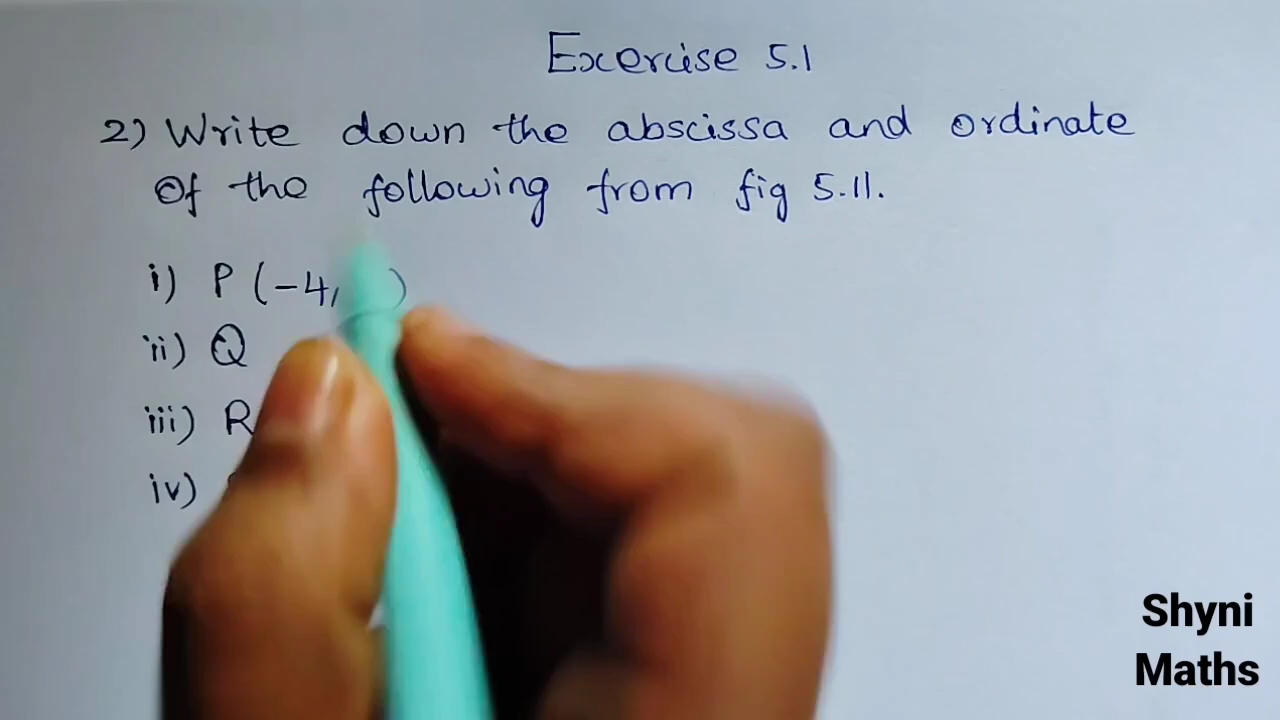 Exercise 5.1
2) Write down the abscissa and ordinate
of the following from fig 5.11.
i) P (-4, )
ii) Q
iii) R
iv)
Shyni
Maths